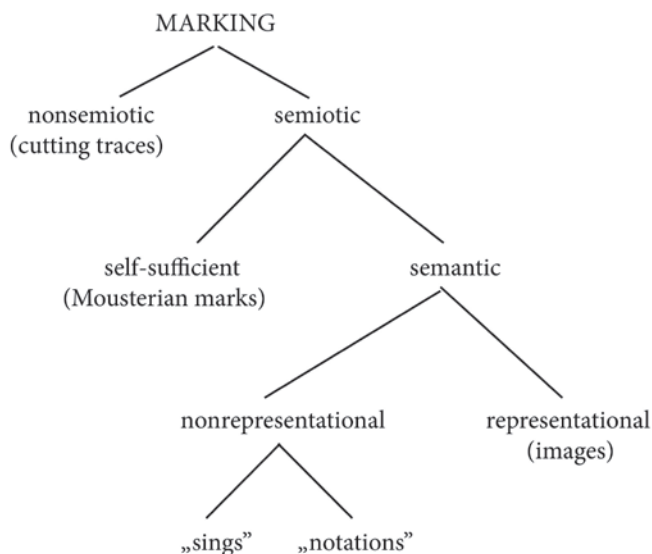 MARKING
nonsemiotic semiotic
(cutting traces)
self-sufficient semantic
(Mousterian marks)
nonrepresentational representational
(images)
„sings” „notations”